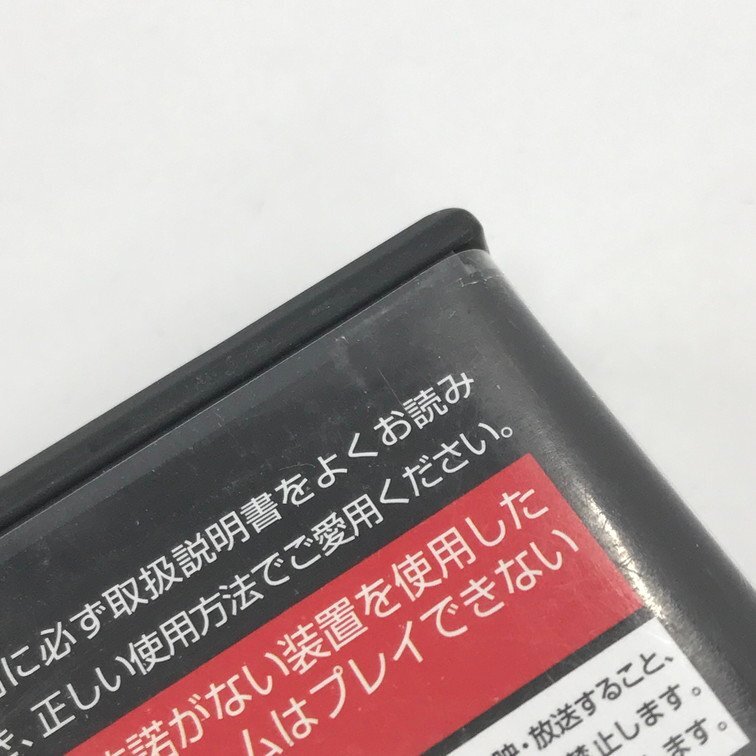 に必ず取扱説明書をよくお読み
、正しい使用方法でご愛用ください。
諾がない装置を使用した
ムはプレイできない
・放送すること、
禁止します。
ます。